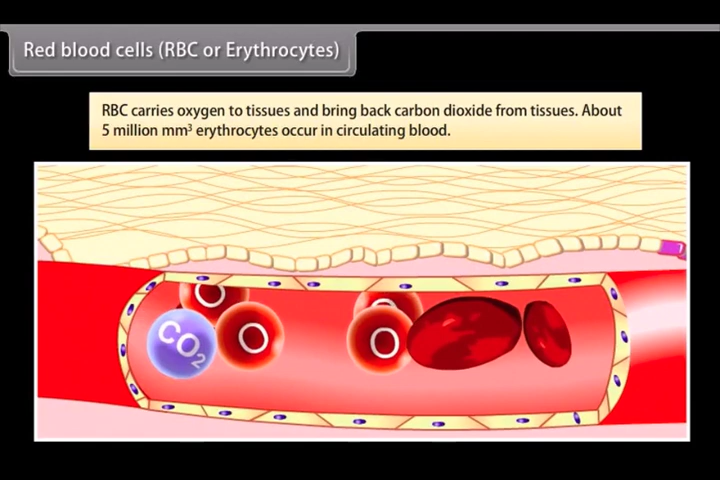 Red blood cells (RBC or Erythrocytes)
RBC carries oxygen to tissues and bring back carbon dioxide from tissues. About
5 million mm³ erythrocytes occur in circulating blood.
O
O
CO₂
O
O